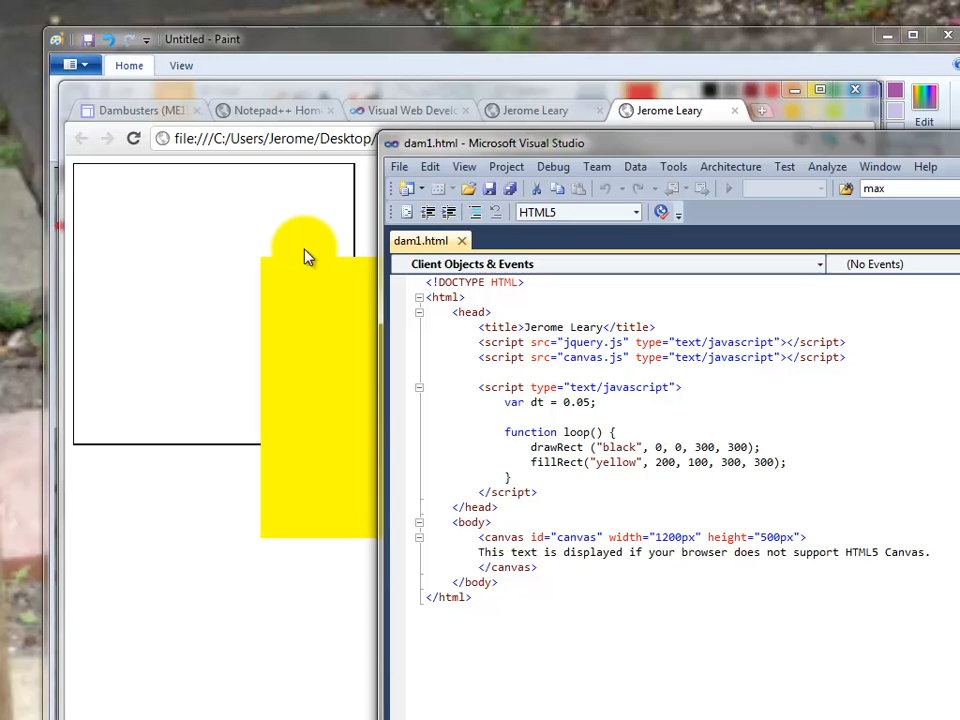 Untitled - Paint
Home View
Dambusters (ME1: Notepad++ Hom Visual Web Devel Jerome Leary Jerome Leary
Edit
file:///C:/Users/Jerome/Desktop/
dam1.html - Microsoft Visual Studio
File Edit View Project Debug Team Data Tools Architecture Test Analyze Window Help
max
HTML5
dam1.html
Client Objects & Events (No Events)
<!DOCTYPE HTML>
<html>
<head>
<title>Jerome Leary</title>
<script src="jquery.js" type="text/javascript"></script>
<script src="canvas.js" type="text/javascript"></script>
<script type="text/javascript">
var dt = 0.05;
function loop() {
drawRect ("black", 0, 0, 300, 300);
fillRect("yellow", 200, 100, 300, 300);
}
</script>
</head>
<body>
<canvas id="canvas" width="1200px" height="500px">
This text is displayed if your browser does not support HTML5 Canvas.
</canvas>
</body>
</html>